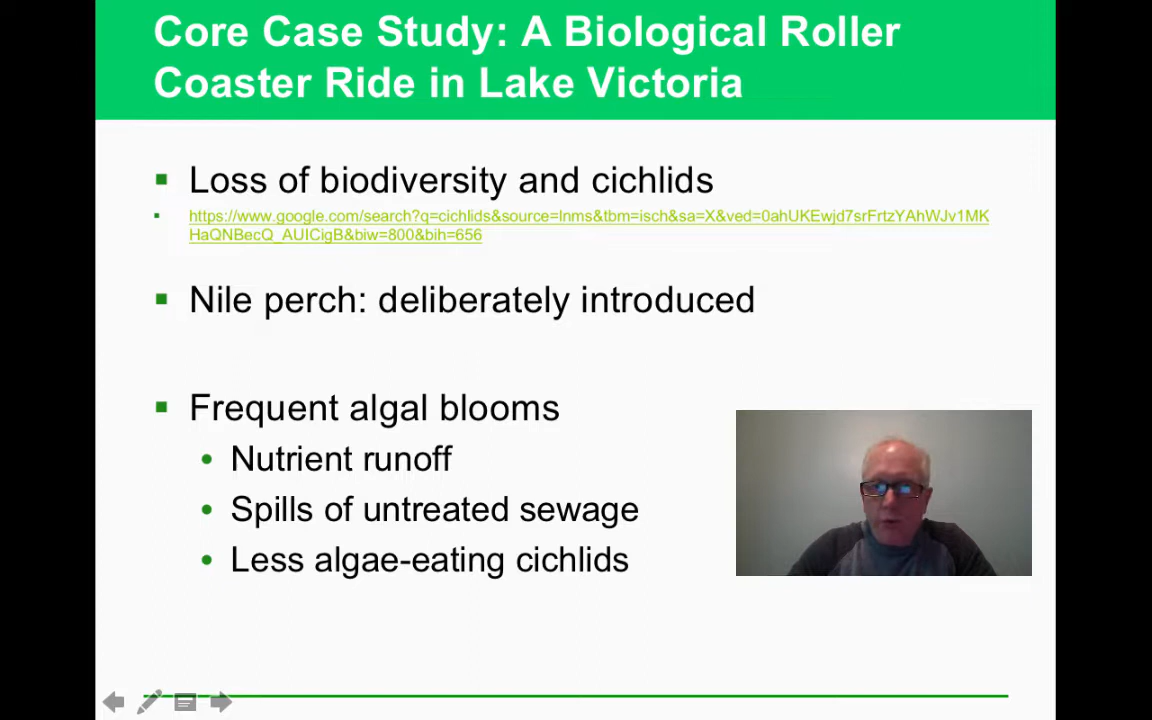 Core Case Study: A Biological Roller
Coaster Ride in Lake Victoria
Loss of biodiversity and cichlids
https://www.google.com/search?q=cichlids&source=lnms&tbm=isch&sa=X&ved=0ahUKEwjd7srFrtzYAhWJv1MK
HaQNBecQ_AUICigB&biw=800&bih=656
Nile perch: deliberately introduced
Frequent algal blooms
Nutrient runoff
Spills of untreated sewage
Less algae-eating cichlids